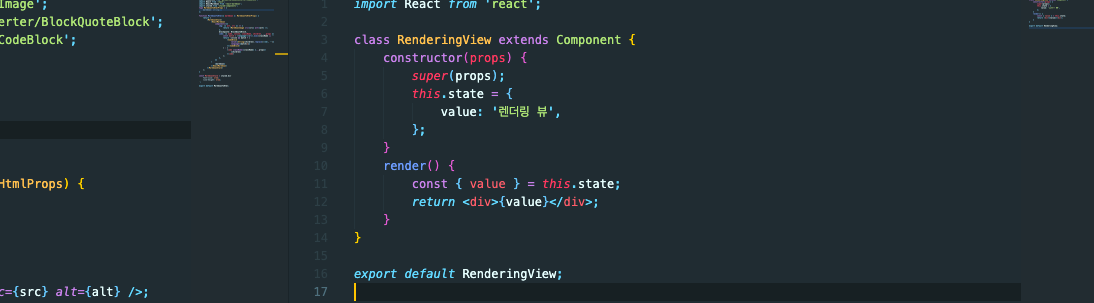 Image';
erter/BlockQuoteBlock';
CodeBlock';
HtmlProps) {
c={src} alt={alt} />;
1 import React from 'react';
2
3 class RenderingView extends Component {
4 constructor(props) {
5 super(props);
6 this.state = {
7 value: '렌더링 뷰',
8 };
9 }
10 render() {
11 const { value } = this.state;
12 return <div>{value}</div>;
13 }
14 }
15
16 export default RenderingView;
17